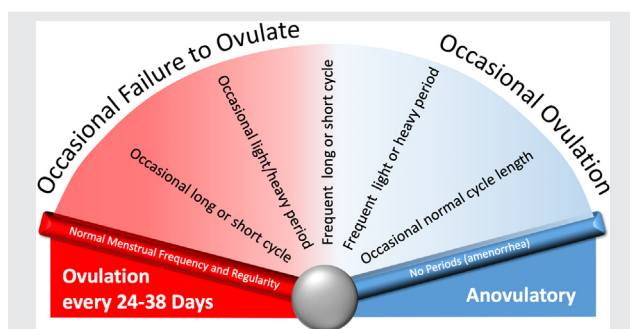 Occasional Failure to Ovulate
Occasional Ovulation
Occasional long or short cycle
Occasional light/heavy period
Frequent long or short cycle
Frequent light or heavy period
Occasional normal cycle length
Normal Menstrual Frequency and Regularity
No Periods (amenorrhea)
Ovulation
every 24-38 Days
Anovulatory